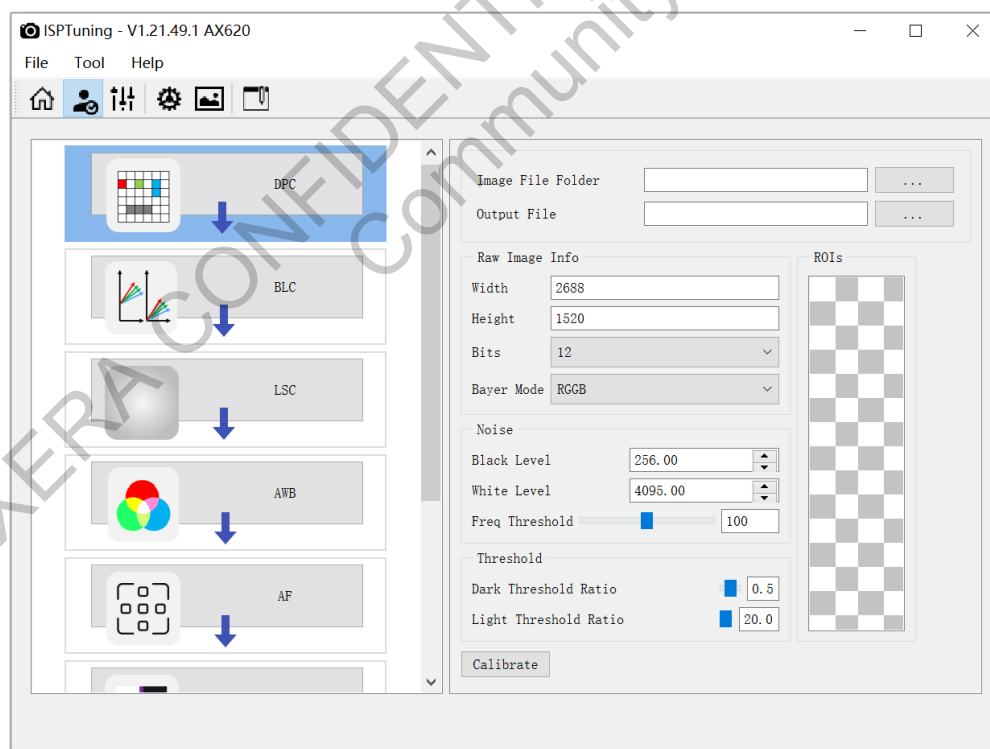 ISPTuning - V1.21.49.1 AX620
File Tool Help
DPC
BLC
LSC
AWB
AF
Image File Folder ...
Output File ...
Raw Image Info
Width 2688
Height 1520
Bits 12
Bayer Mode RGGB
Noise
Black Level 256.00
White Level 4095.00
Freq Threshold 100
Threshold
Dark Threshold Ratio 0.5
Light Threshold Ratio 20.0
Calibrate
ROIs
AXERA CONFIDENTI
Community